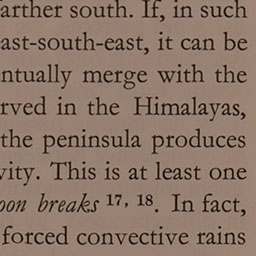 arther south. If, in such
ast-south-east, it can be
ntually merge with the
rved in the Himalayas,
the peninsula produces
vity. This is at least one
oon breaks 17, 18. In fact,
forced convective rains